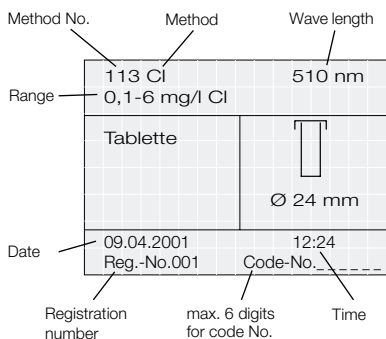 Method No. Method Wave length
113 Cl 510 nm
Range 0,1-6 mg/l Cl
Tablette
Ø 24 mm
Date 09.04.2001 12:24
Reg.-No.001 Code-No._ _ _ _ _ _
Registration number
max. 6 digits for code No.
Time